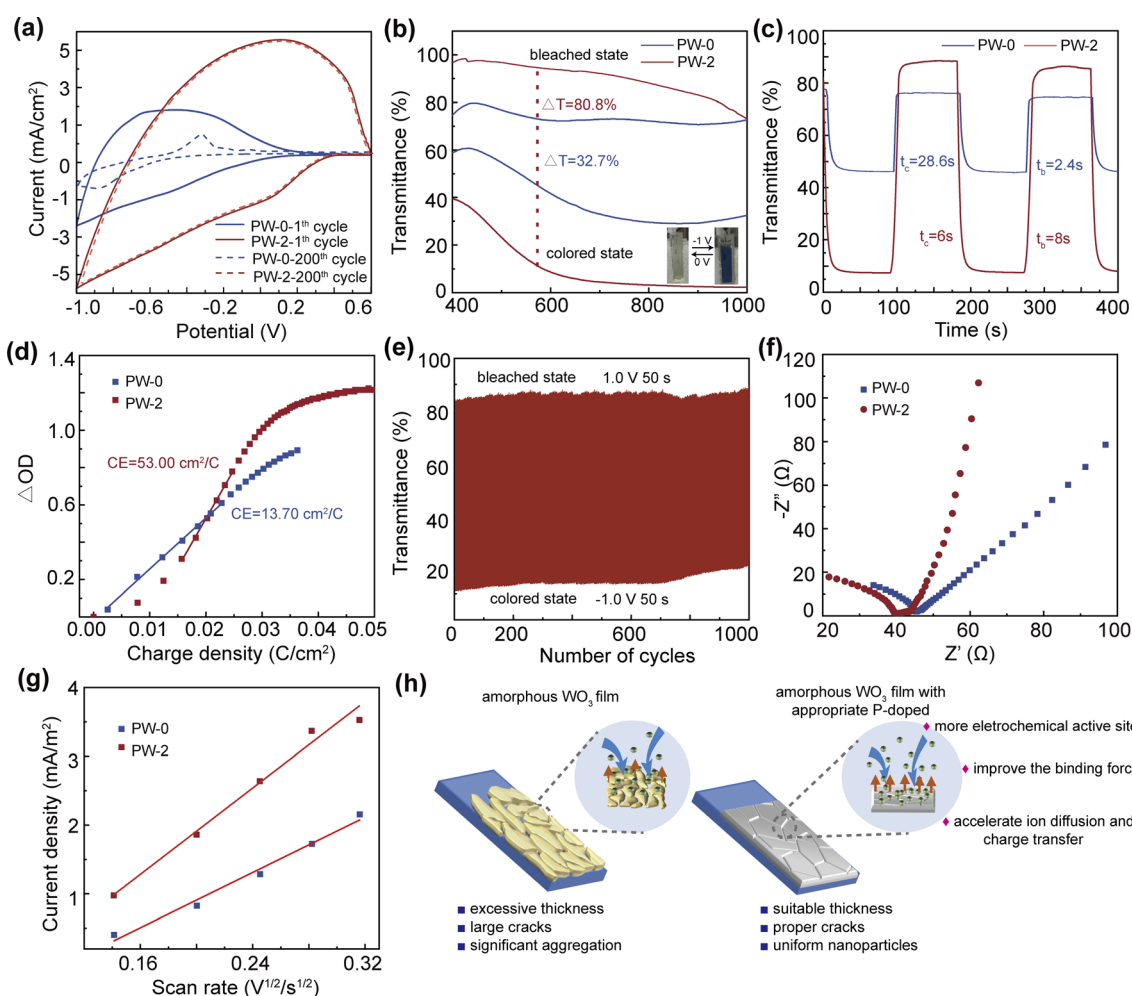 (a)
Current (mA/cm²)
5
3
1
0
-1
-3
-5
PW-0-1th cycle
PW-2-1th cycle
PW-0-200th cycle
PW-2-200th cycle
-1.0
-0.6
-0.2
0.2
0.6
Potential (V)
(b)
Transmittance (%)
100
80
60
40
20
0
bleached state
PW-0
PW-2
△T=80.8%
△T=32.7%
-1 V
0 V
colored state
400
600
800
1000
Wavelength (nm)
(c)
Transmittance (%)
100
80
60
40
20
0
PW-0
PW-2
tc=28.6s
tb=2.4s
tc=6s
tb=8s
0
100
200
300
400
Time (s)
(d)
△OD
1.4
1.0
0.6
0.2
PW-0
PW-2
CE=53.00 cm²/C
CE=13.70 cm²/C
0.00
0.01
0.02
0.03
0.04
0.05
Charge density (C/cm²)
(e)
Transmittance (%)
100
80
60
40
80
20
bleached state
1.0 V 50 s
colored state
-1.0 V 50 s
0
200
600
1000
Number of cycles
(f)
-Z″ (Ω)
120
100
80
60
40
20
0
PW-0
PW-2
20
40
60
80
100
Z' (Ω)
(g)
Current density (mA/m²)
4
3
2
1
PW-0
PW-2
0.16
0.24
0.32
Scan rate (V1/2/s1/2)
(h)
amorphous WO₃ film
excessive thickness
large cracks
significant aggregation
amorphous WO₃ film with
appropriate P-doped
more eletrochemical active site
improve the binding force
accelerate ion diffusion and
charge transfer
suitable thickness
proper cracks
uniform nanoparticles